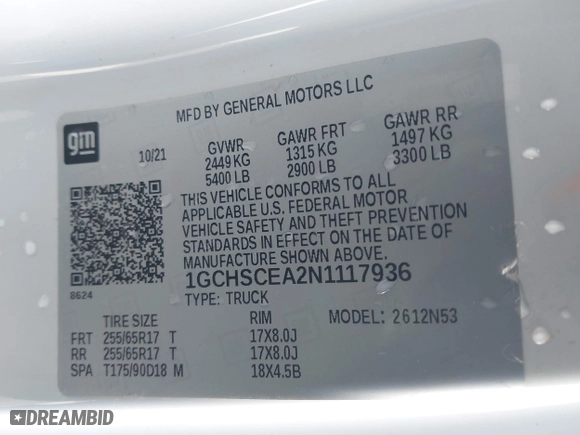 MFD BY GENERAL MOTORS LLC
gm
10/21
GVWR GAWR FRT GAWR RR
2449 KG 1315 KG 1497 KG
5400 LB 2900 LB 3300 LB
THIS VEHICLE CONFORMS TO ALL
APPLICABLE U.S. FEDERAL MOTOR
VEHICLE SAFETY AND THEFT PREVENTION
STANDARDS IN EFFECT ON THE DATE OF
MANUFACTURE SHOWN ABOVE.
1GCHSCEA2N1117936
8624
TYPE: TRUCK
TIRE SIZE RIM MODEL: 2612N53
FRT 255/65R17 T 17X8.0J
RR 255/65R17 T 17X8.0J
SPA T175/90D18 M 18X4.5B
DREAMBID